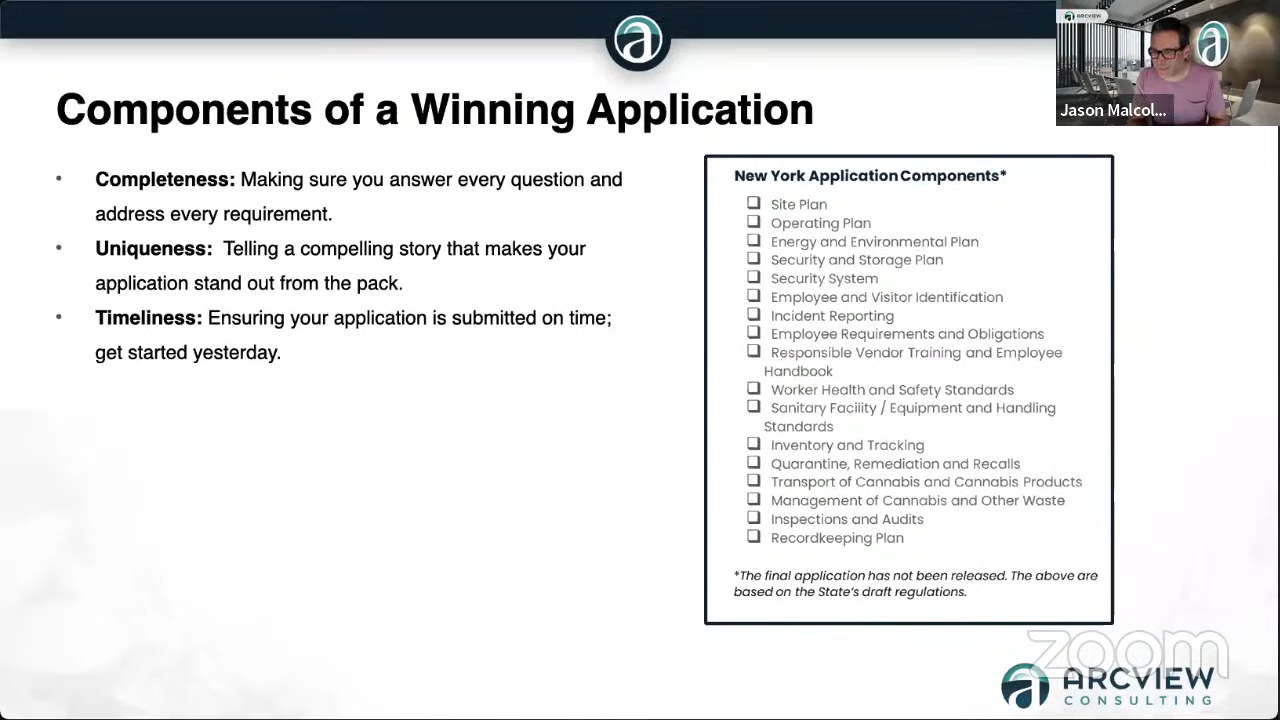 ARCVIEW
Jason Malcol...
Components of a Winning Application
• Completeness: Making sure you answer every question and
address every requirement.
• Uniqueness: Telling a compelling story that makes your
application stand out from the pack.
• Timeliness: Ensuring your application is submitted on time;
get started yesterday.
New York Application Components*
❑ Site Plan
❑ Operating Plan
❑ Energy and Environmental Plan
❑ Security and Storage Plan
❑ Security System
❑ Employee and Visitor Identification
❑ Incident Reporting
❑ Employee Requirements and Obligations
❑ Responsible Vendor Training and Employee
Handbook
❑ Worker Health and Safety Standards
❑ Sanitary Facility / Equipment and Handling
Standards
❑ Inventory and Tracking
❑ Quarantine, Remediation and Recalls
❑ Transport of Cannabis and Cannabis Products
❑ Management of Cannabis and Other Waste
❑ Inspections and Audits
❑ Recordkeeping Plan
*The final application has not been released. The above are
based on the State's draft regulations.
zoom
ARCVIEW
CONSULTING